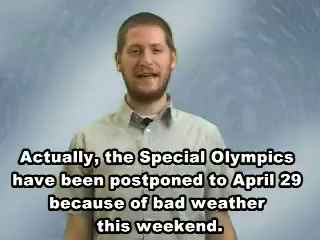 Actually, the Special Olympics
have been postponed to April 29
because of bad weather
this weekend.